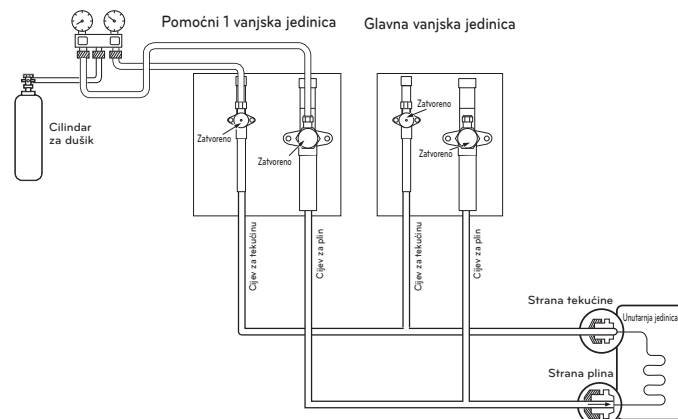 Pomoćni 1 vanjska jedinica
Glavna vanjska jedinica
Cilindar
za dušik
Zatvoreno
Zatvoreno
Zatvoreno
Zatvoreno
Cijev za tekućinu
Cijev za plin
Cijev za tekućinu
Cijev za plin
Strana tekućine
Unutarnja jedinica
Strana plina